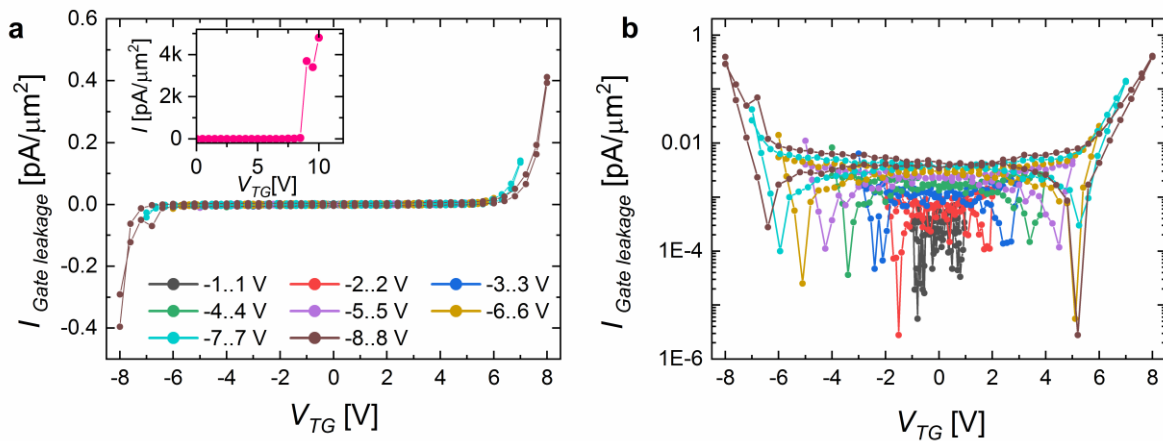 a
I Gate leakage [pA/μm²]
0.6
0.4
0.2
0.0
-0.2
-0.4
-8 -6 -4 -2 0 2 4 6 8
V_TG [V]
I [pA/μm²]
4k
2k
0
0 5 10
V_TG[V]
-1..1 V -2..2 V -3..3 V
-4..4 V -5..5 V -6..6 V
-7..7 V -8..8 V
b
I Gate leakage [pA/μm²]
1
0.01
1E-4
1E-6
-8 -6 -4 -2 0 2 4 6 8
V_TG [V]